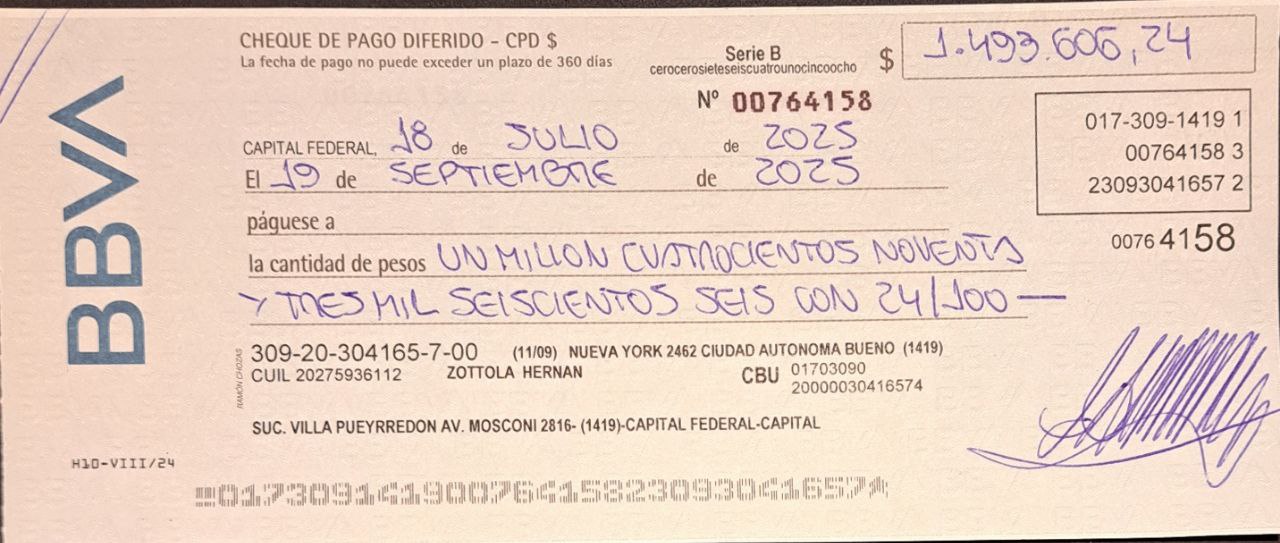 BBVA
CHEQUE DE PAGO DIFERIDO - CPD $
La fecha de pago no puede exceder un plazo de 360 días
Serie B
cerocerosieteseiscuatrounocincoocho
$ 1.493.606,24
Nº 00764158
017-309-1419 1
00764158 3
23093041657 2
CAPITAL FEDERAL, 18 de JULIO de 2025
El 19 de SEPTIEMBRE de 2025
páguese a
00764158
la cantidad de pesos UN MILLON CUATROCIENTOS NOVENTA
Y TRES MIL SEISCIENTOS SEIS CON 24/100 —
309-20-304165-7-00 (11/09) NUEVA YORK 2462 CIUDAD AUTONOMA BUENO (1419)
CUIL 20275936112 ZOTTOLA HERNAN CBU 01703090
20000030416574
RAMÓN CHOZAS
SUC. VILLA PUEYRREDON AV. MOSCONI 2816- (1419)-CAPITAL FEDERAL-CAPITAL
H10-VIII/24
01730914190076415823093041657